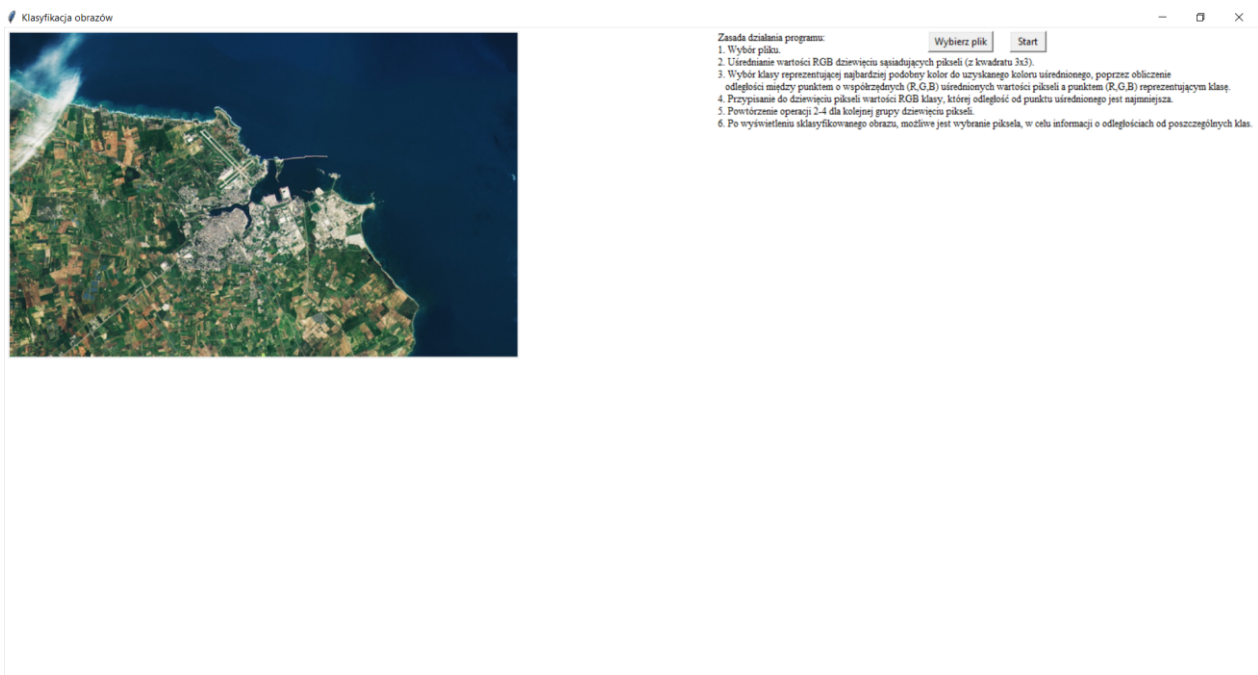 Klasyfikacja obrazów
Zasada działania programu:
Wybierz plik
Start
1. Wybór pliku.
2. Uśrednianie wartości RGB dziewięciu sąsiadujących pikseli (z kwadratu 3x3).
3. Wybór klasy reprezentującej najbardziej podobny kolor do uzyskanego koloru uśrednionego, poprzez obliczenie
odległości między punktem o współrzędnych (R,G,B) uśrednionych wartości pikseli a punktem (R,G,B) reprezentującym klasę.
4. Przypisanie do dziewięciu pikseli wartości RGB klasy, której odległość od punktu uśrednionego jest najmniejsza.
5. Powtórzenie operacji 2-4 dla kolejnej grupy dziewięciu pikseli.
6. Po wyświetleniu sklasyfikowanego obrazu, możliwe jest wybranie piksela, w celu informacji o odległościach od poszczególnych klas.